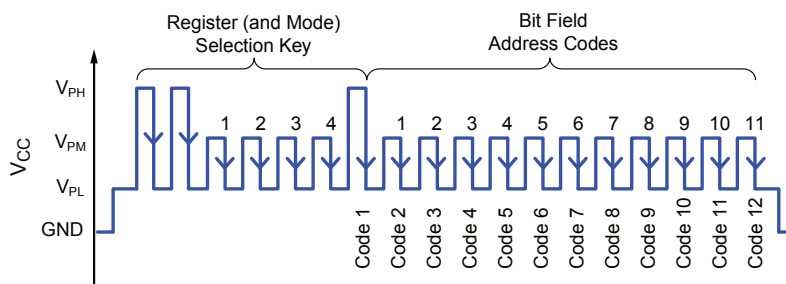 Register (and Mode)
Selection Key
Bit Field
Address Codes
VCC
VPH
VPM
VPL
GND
1 2 3 4 1 2 3 4 5 6 7 8 9 10 11
Code 1
Code 2
Code 3
Code 4
Code 5
Code 6
Code 7
Code 8
Code 9
Code 10
Code 11
Code 12